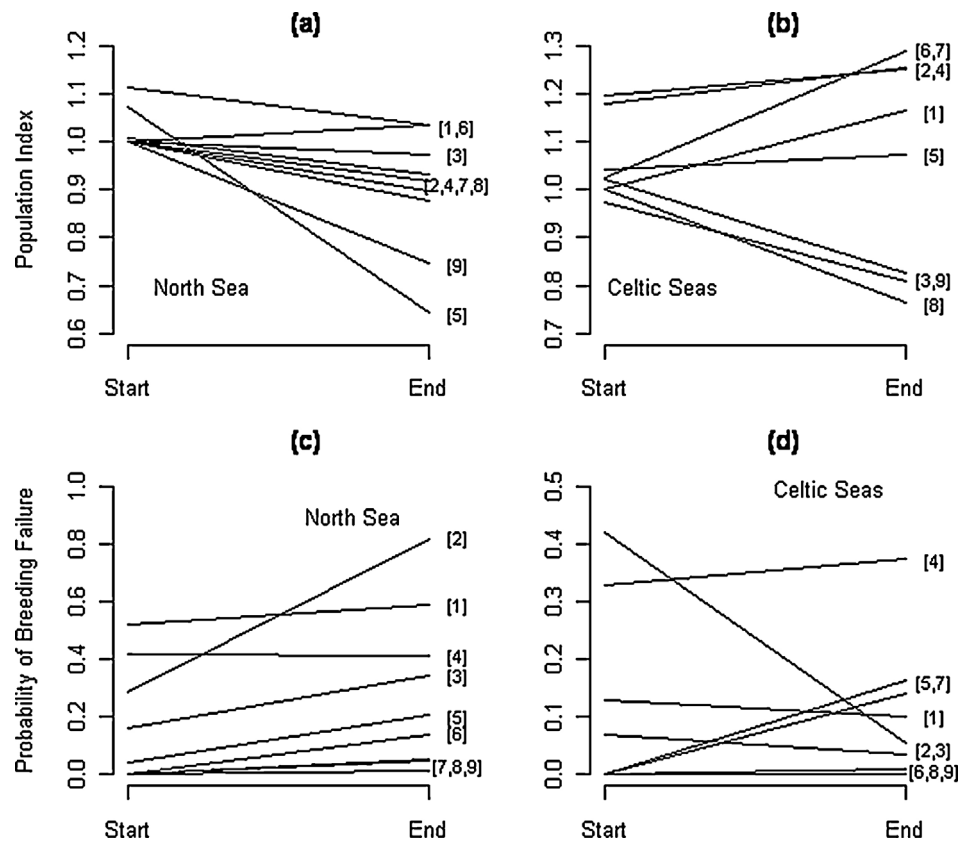 (a)
Population Index
1.2
1.1
1.0
0.9
0.8
0.7
0.6
[1,6]
[3]
[2,4,7,8]
[9]
[5]
North Sea
Start
End
(b)
1.3
1.2
1.1
1.0
0.9
0.8
0.7
[6,7]
[2,4]
[1]
[5]
[3,9]
[8]
Celtic Seas
Start
End
(c)
Probability of Breeding Failure
1.0
0.8
0.6
0.4
0.2
0.0
North Sea
[2]
[1]
[4]
[3]
[5]
[6]
[7,8,9]
Start
End
(d)
0.5
0.4
0.3
0.2
0.1
0.0
Celtic Seas
[4]
[5,7]
[1]
[2,3]
[6,8,9]
Start
End